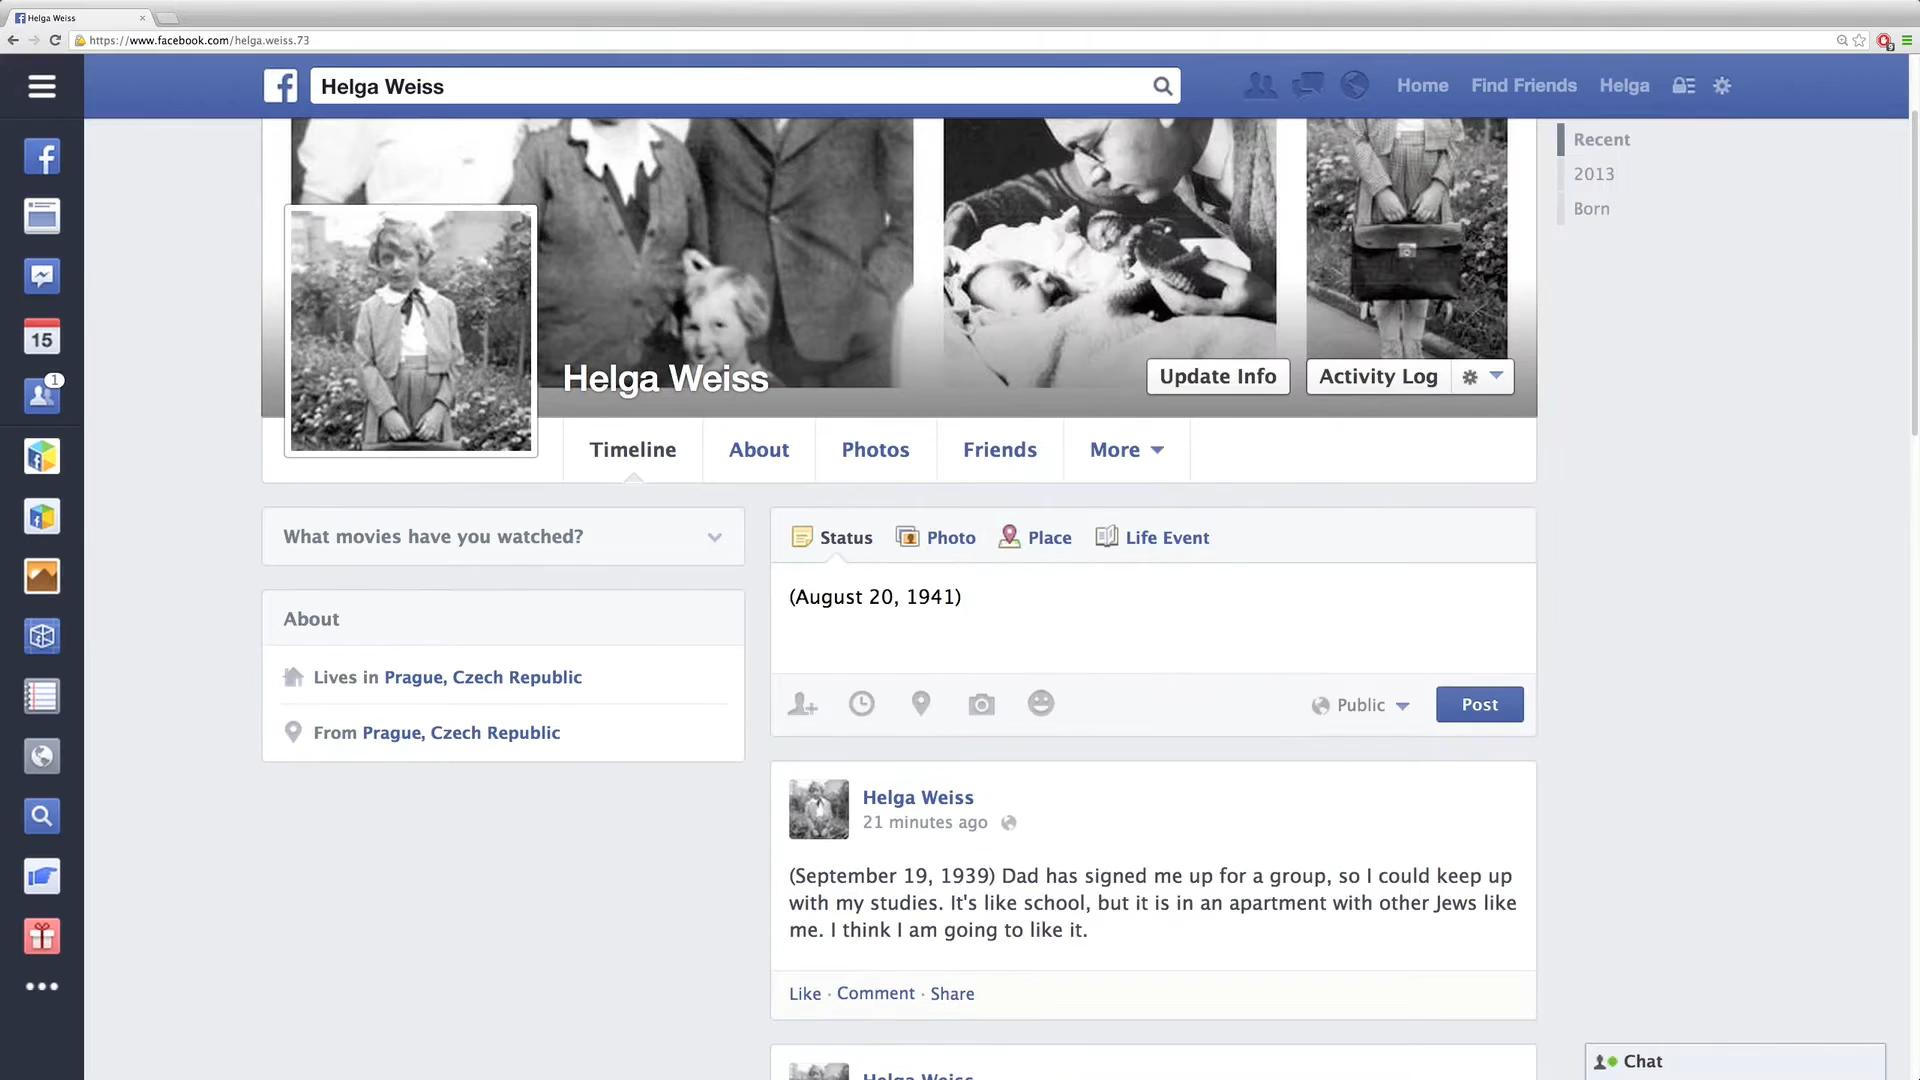 Helga Weiss
https://www.facebook.com/helga.weiss.73
Helga Weiss
Home
Find Friends
Helga
Recent
2013
Born
15
1
Helga Weiss
Update Info
Activity Log
Timeline
About
Photos
Friends
More
What movies have you watched?
Status
Photo
Place
Life Event
(August 20, 1941)
About
Lives in Prague, Czech Republic
From Prague, Czech Republic
Public
Post
Helga Weiss
21 minutes ago
(September 19, 1939) Dad has signed me up for a group, so I could keep up
with my studies. It's like school, but it is in an apartment with other Jews like
me. I think I am going to like it.
Like · Comment · Share
Helga Weiss
Chat